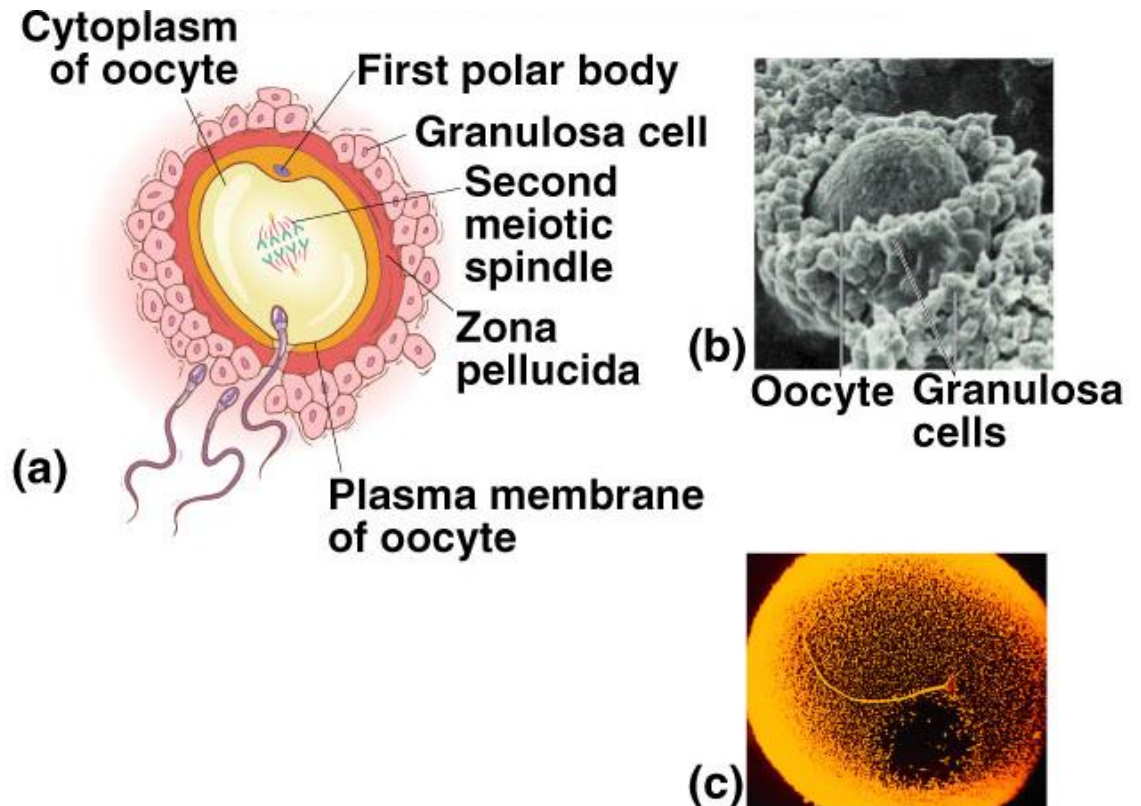 Cytoplasm
of oocyte
First polar body
Granulosa cell
Second
meiotic
spindle
Zona
pellucida
(a)
Plasma membrane
of oocyte
(b)
Oocyte
Granulosa
cells
(c)